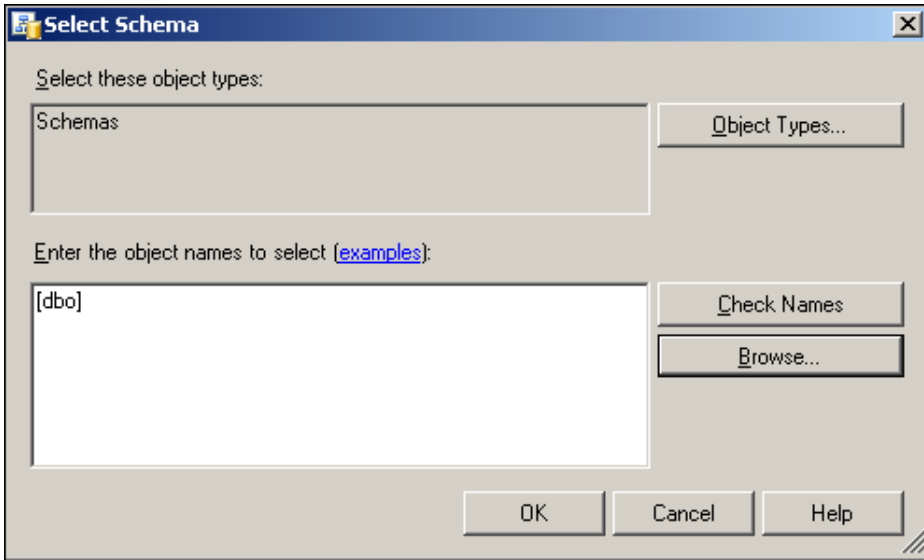 Select Schema
Select these object types:
Schemas
Object Types...
Enter the object names to select (examples):
[dbo]
Check Names
Browse...
OK
Cancel
Help